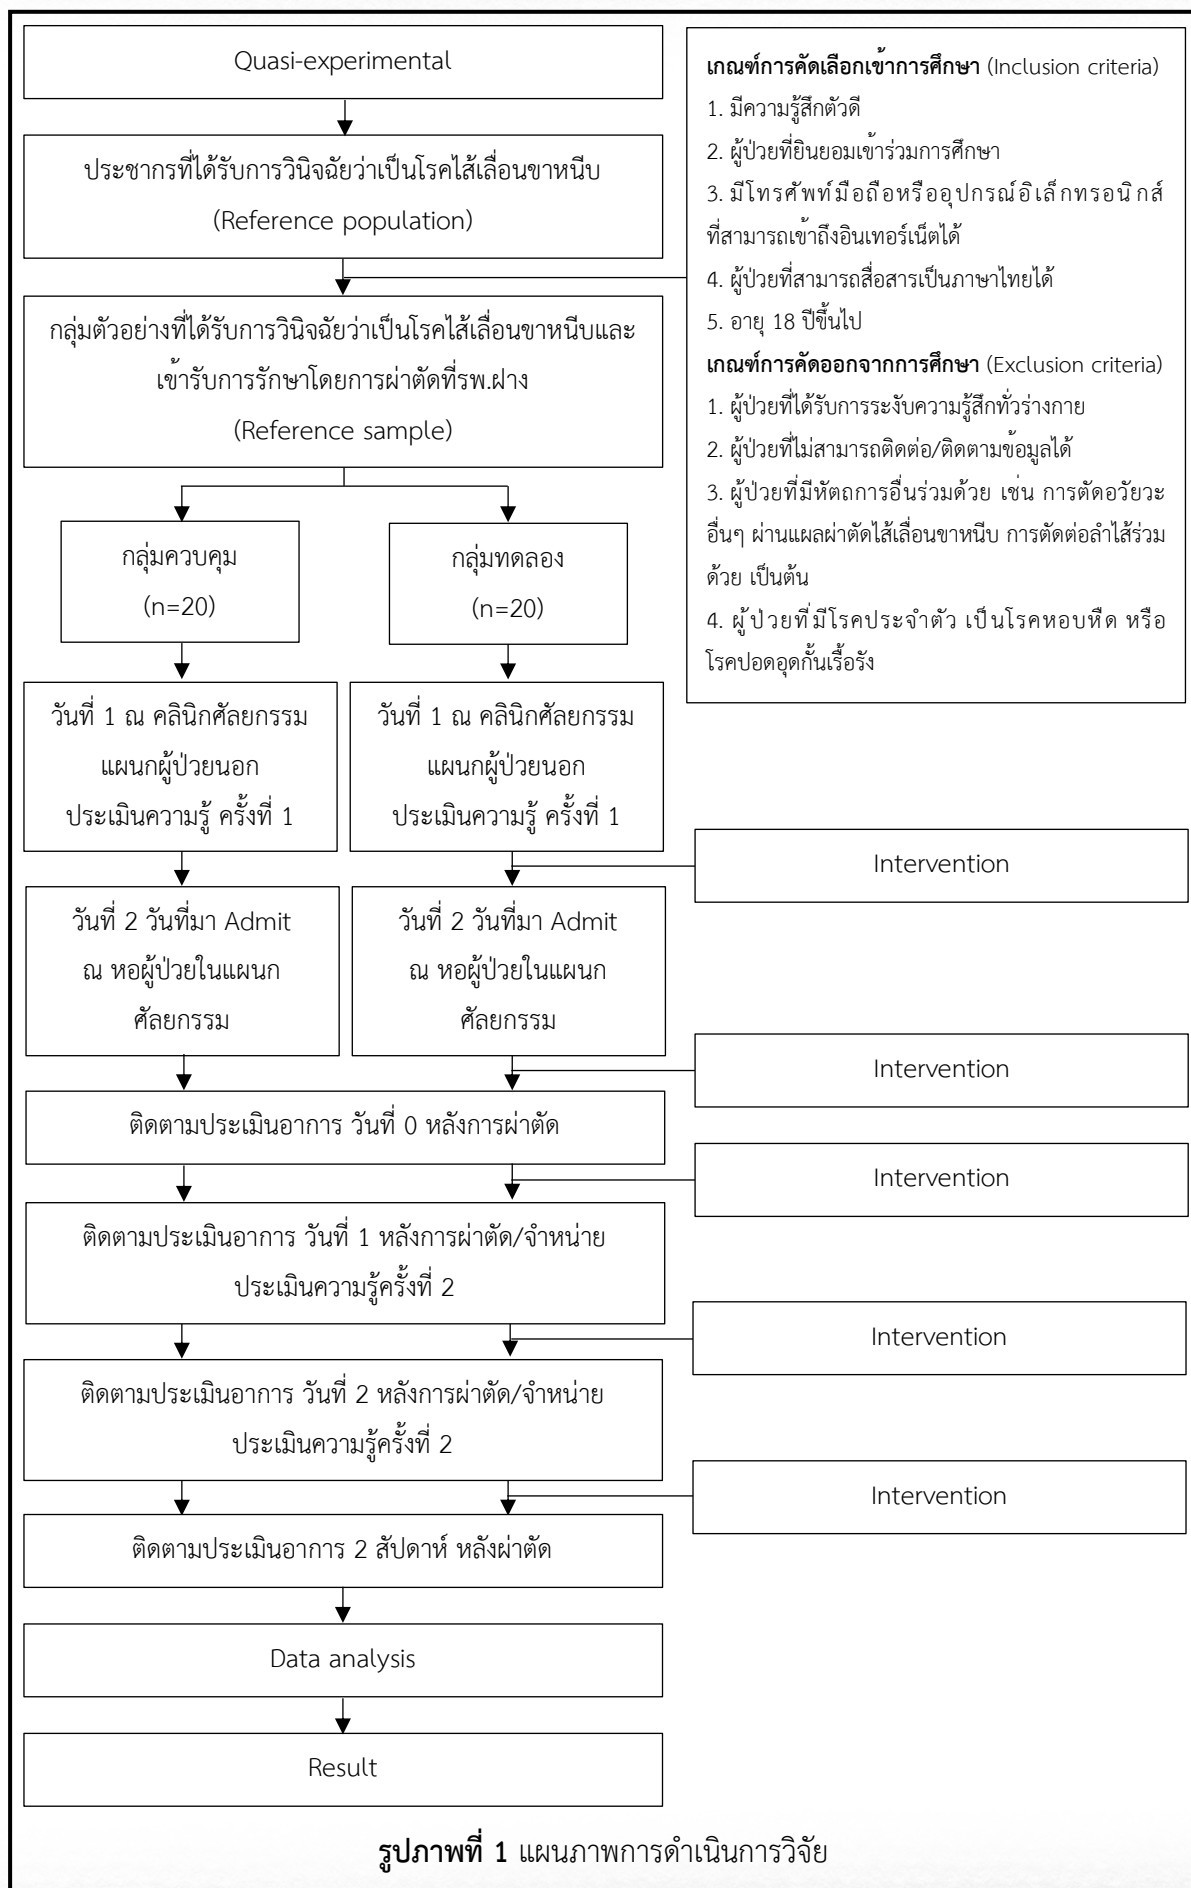 Quasi-experimental
ประชากรที่ได้รับการวินิจฉัยว่าเป็นโรคไส้เลื่อนขาหนีบ
(Reference population)
เกณฑ์การคัดเลือกเข้าการศึกษา (Inclusion criteria)
1. มีความรู้สึกตัวดี
2. ผู้ป่วยที่ยินยอมเข้าร่วมการศึกษา
3. มีโทรศัพท์มือถือหรืออุปกรณ์อิเล็กทรอนิกส์
ที่สามารถเข้าถึงอินเทอร์เน็ตได้
4. ผู้ป่วยที่สามารถสื่อสารเป็นภาษาไทยได้
5. อายุ 18 ปีขึ้นไป
เกณฑ์การคัดออกจากการศึกษา (Exclusion criteria)
1. ผู้ป่วยที่ได้รับการระงับความรู้สึกทั่วร่างกาย
2. ผู้ป่วยที่ไม่สามารถติดต่อ/ติดตามข้อมูลได้
3. ผู้ป่วยที่มีหัตถการอื่นร่วมด้วย เช่น การตัดอวัยวะ
อื่นๆ ผ่านแผลผ่าตัดไส้เลื่อนขาหนีบ การตัดต่อลำไส้ร่วม
ด้วย เป็นต้น
4. ผู้ป่วยที่มีโรคประจำตัว เป็นโรคหอบหืด หรือ
โรคปอดอุดกั้นเรื้อรัง
กลุ่มตัวอย่างที่ได้รับการวินิจฉัยว่าเป็นโรคไส้เลื่อนขาหนีบและ
เข้ารับการรักษาโดยการผ่าตัดที่รพ.ฝาง
(Reference sample)
กลุ่มควบคุม
(n=20)
กลุ่มทดลอง
(n=20)
วันที่ 1 ณ คลินิกศัลยกรรม
แผนกผู้ป่วยนอก
ประเมินความรู้ ครั้งที่ 1
วันที่ 1 ณ คลินิกศัลยกรรม
แผนกผู้ป่วยนอก
ประเมินความรู้ ครั้งที่ 1
Intervention
วันที่ 2 วันที่มา Admit
ณ หอผู้ป่วยในแผนก
ศัลยกรรม
วันที่ 2 วันที่มา Admit
ณ หอผู้ป่วยในแผนก
ศัลยกรรม
Intervention
ติดตามประเมินอาการ วันที่ 0 หลังการผ่าตัด
Intervention
ติดตามประเมินอาการ วันที่ 1 หลังการผ่าตัด/จำหน่าย
ประเมินความรู้ครั้งที่ 2
Intervention
ติดตามประเมินอาการ วันที่ 2 หลังการผ่าตัด/จำหน่าย
ประเมินความรู้ครั้งที่ 2
Intervention
ติดตามประเมินอาการ 2 สัปดาห์ หลังผ่าตัด
Data analysis
Result
รูปภาพที่ 1 แผนภาพการดำเนินการวิจัย